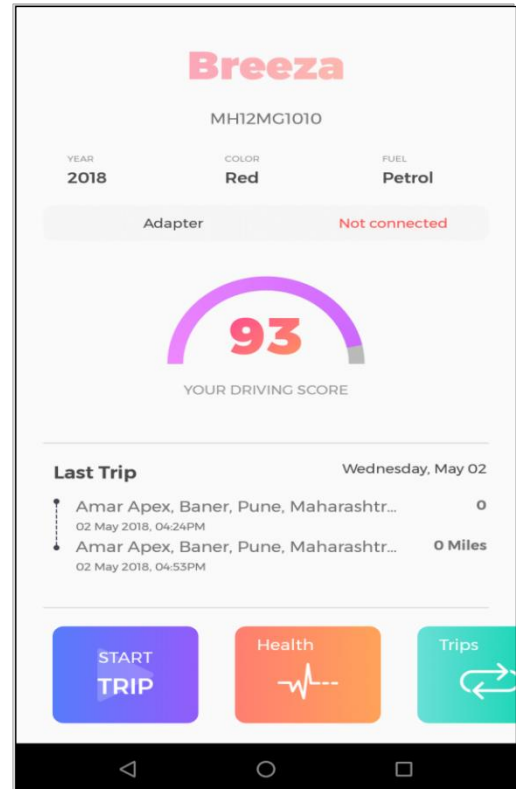 Breeza
MH12MG1010
YEAR COLOR FUEL
2018 Red Petrol
Adapter Not connected
93
YOUR DRIVING SCORE
Last Trip Wednesday, May 02
Amar Apex, Baner, Pune, Maharashtr... 0
02 May 2018, 04:24PM
Amar Apex, Baner, Pune, Maharashtr... 0 Miles
02 May 2018, 04:53PM
START TRIP
Health
Trips